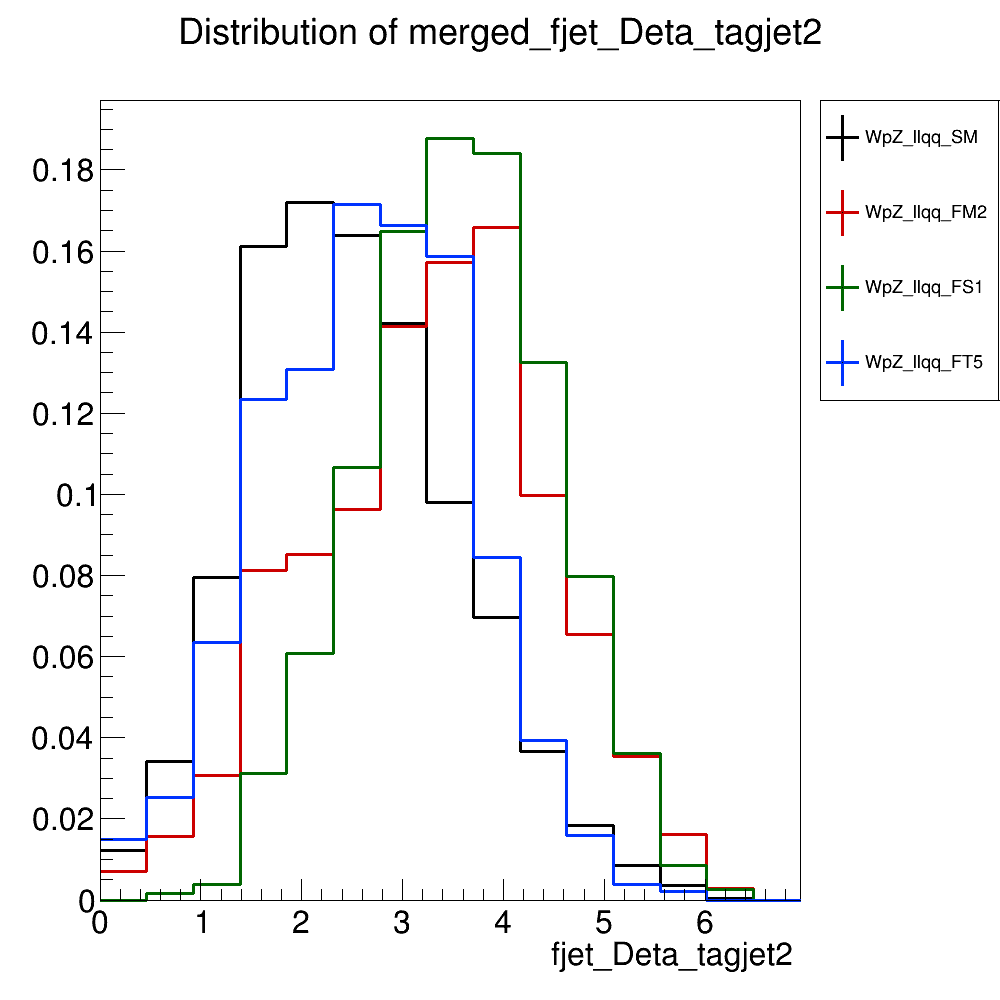 Distribution of merged_fjet_Deta_tagjet2
WpZ_llqq_SM
WpZ_llqq_FM2
WpZ_llqq_FS1
WpZ_llqq_FT5
0.18
0.16
0.14
0.12
0.1
0.08
0.06
0.04
0.02
0
0 1 2 3 4 5 6
fjet_Deta_tagjet2